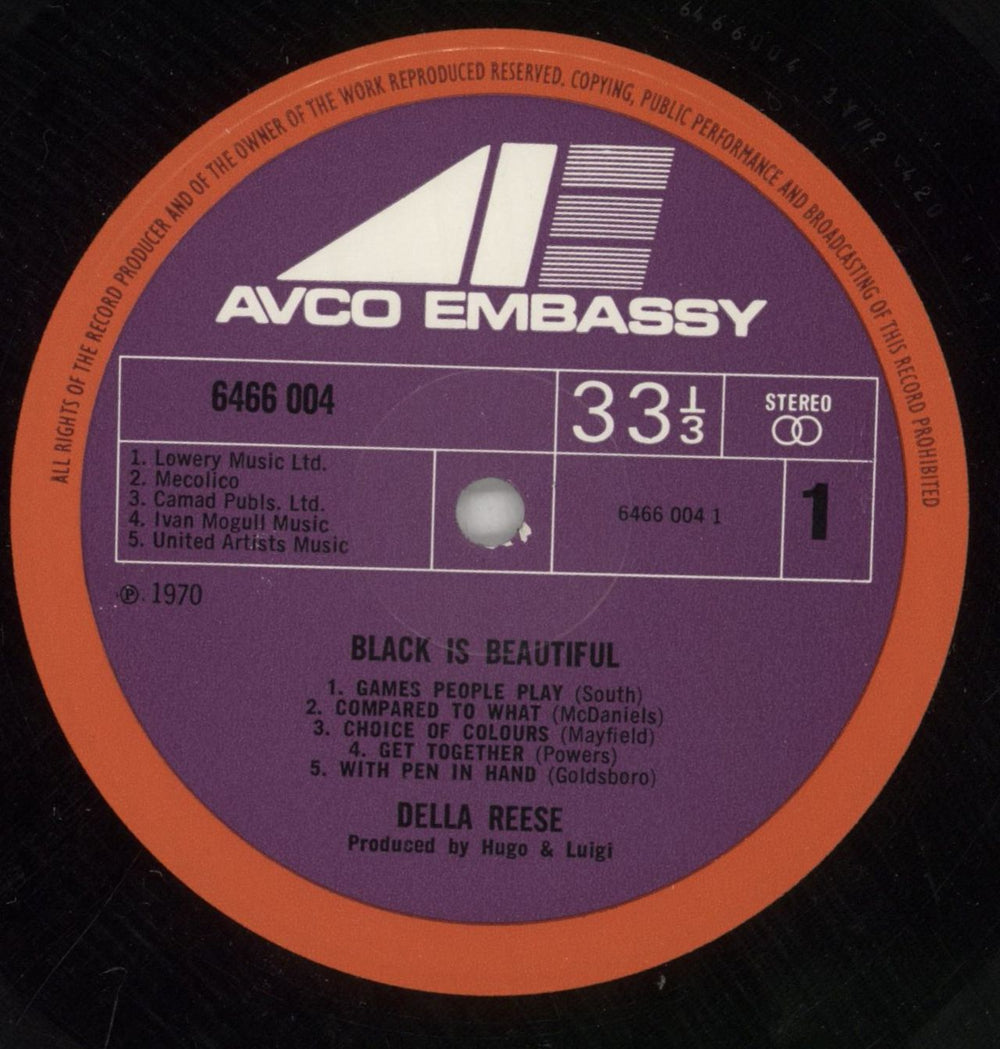 ALL RIGHTS OF THE RECORD PRODUCER AND OF THE OWNER OF THE WORK REPRODUCED RESERVED. COPYING, PUBLIC PERFORMANCE AND BROADCASTING OF THIS RECORD PROHIBITED
AVCO EMBASSY
6466 004
33 1/3
STEREO
1. Lowery Music Ltd.
2. Mecolico
3. Camad Publs. Ltd.
4. Ivan Mogull Music
5. United Artists Music
6466 004 1
1
℗ 1970
BLACK IS BEAUTIFUL
1. GAMES PEOPLE PLAY (South)
2. COMPARED TO WHAT (McDaniels)
3. CHOICE OF COLOURS (Mayfield)
4. GET TOGETHER (Powers)
5. WITH PEN IN HAND (Goldsboro)
DELLA REESE
Produced by Hugo & Luigi